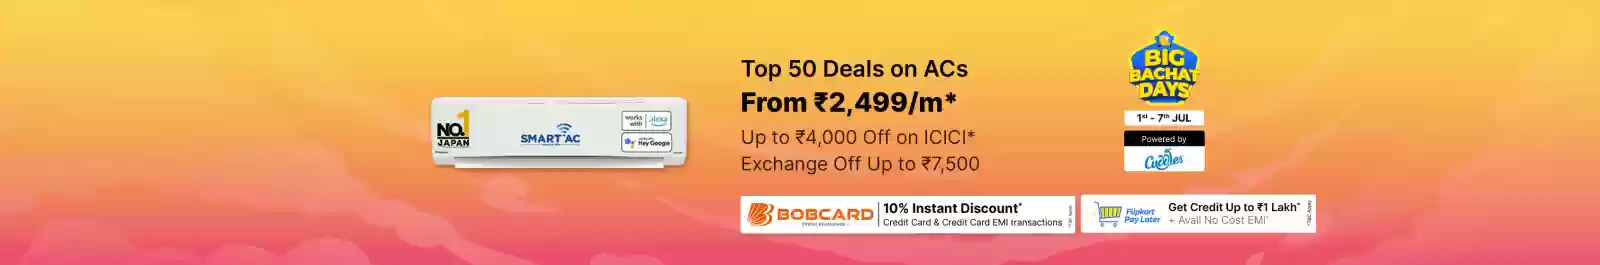 NO.1
JAPAN
SMART AC
works with alexa
Hey Google
Top 50 Deals on ACs
From ₹2,499/m*
Up to ₹4,000 Off on ICICI*
Exchange Off Up to ₹7,500
BIG
BACHAT
DAYS
1st - 7th JUL
Powered by
Cuddles
BOBCARD
10% Instant Discount*
Credit Card & Credit Card EMI transactions
Flipkart
Pay Later
Get Credit Up to ₹1 Lakh*
+ Avail No Cost EMI*